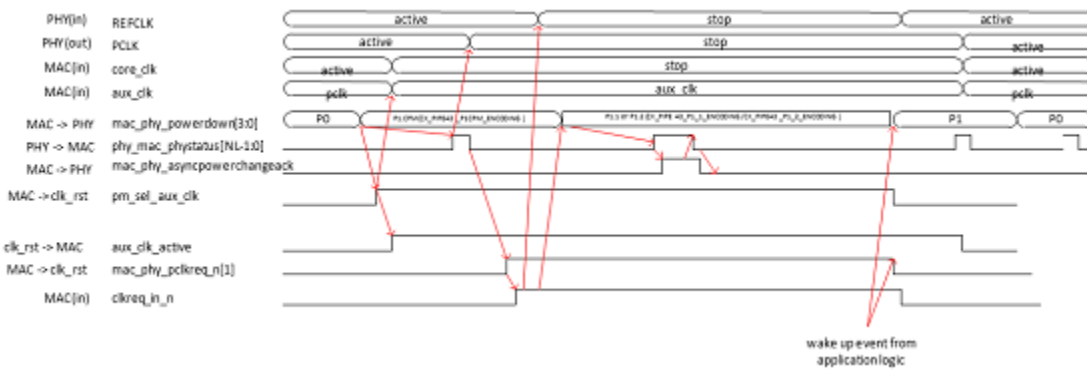 PHY(in) REFCLK active stop active
PHY(out) PCLK active stop active
MAC(in) core_clk active stop active
MAC(in) aux_clk pclk aux_clk pclk
MAC -> PHY mac_phy_powerdown[3:0] P0 P1 P0
PHY -> MAC phy_mac_phystatus[NL-1:0]
MAC -> PHY mac_phy_asyncpowerchangeack
MAC ->clk_rst pm_sel_aux_clk
clk_rst -> MAC aux_clk_active
MAC ->clk_rst mac_phy_pclkreq_n[1]
MAC(in) clkreq_in_n
wake up event from
application logic